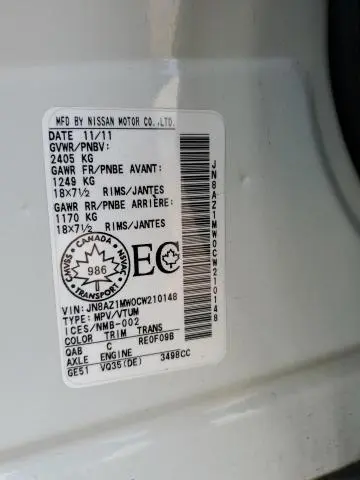 MFD BY NISSAN MOTOR CO.,LTD.
DATE 11/11
GVWR/PNBV:
2405 KG
GAWR FR/PNBE AVANT:
1249 KG
18X7½ RIMS/JANTES
GAWR RR/PNBE ARRIÈRE:
1170 KG
18X7½ RIMS/JANTES
CANADA
CMVSS
NSVAC
986
TRANSPORT
EC
VIN: JN8AZ1MW0CW210148
TYPE: MPV/VTUM
ICES/NMB-002
COLOR TRIM TRANS
QAB C RE0F09B
AXLE ENGINE
GE51 VQ35(DE) 3498CC
JN8AZ1MW0CW210148